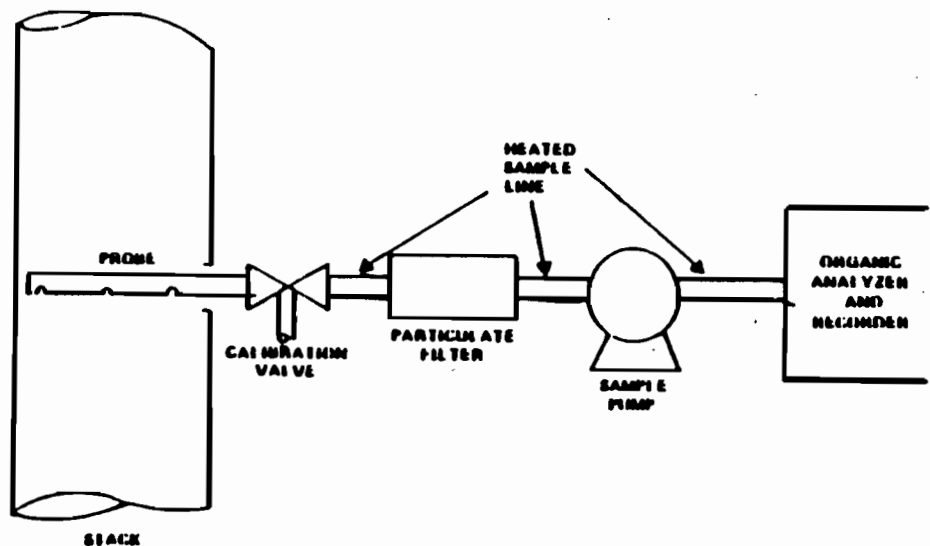 HEATED
SAMPLE
LINE
PROBE
ORGANIC
ANALYZER
AND
RECORDER
CALIBRATION
VALVE
PARTICULATE
FILTER
SAMPLE
PUMP
STACK